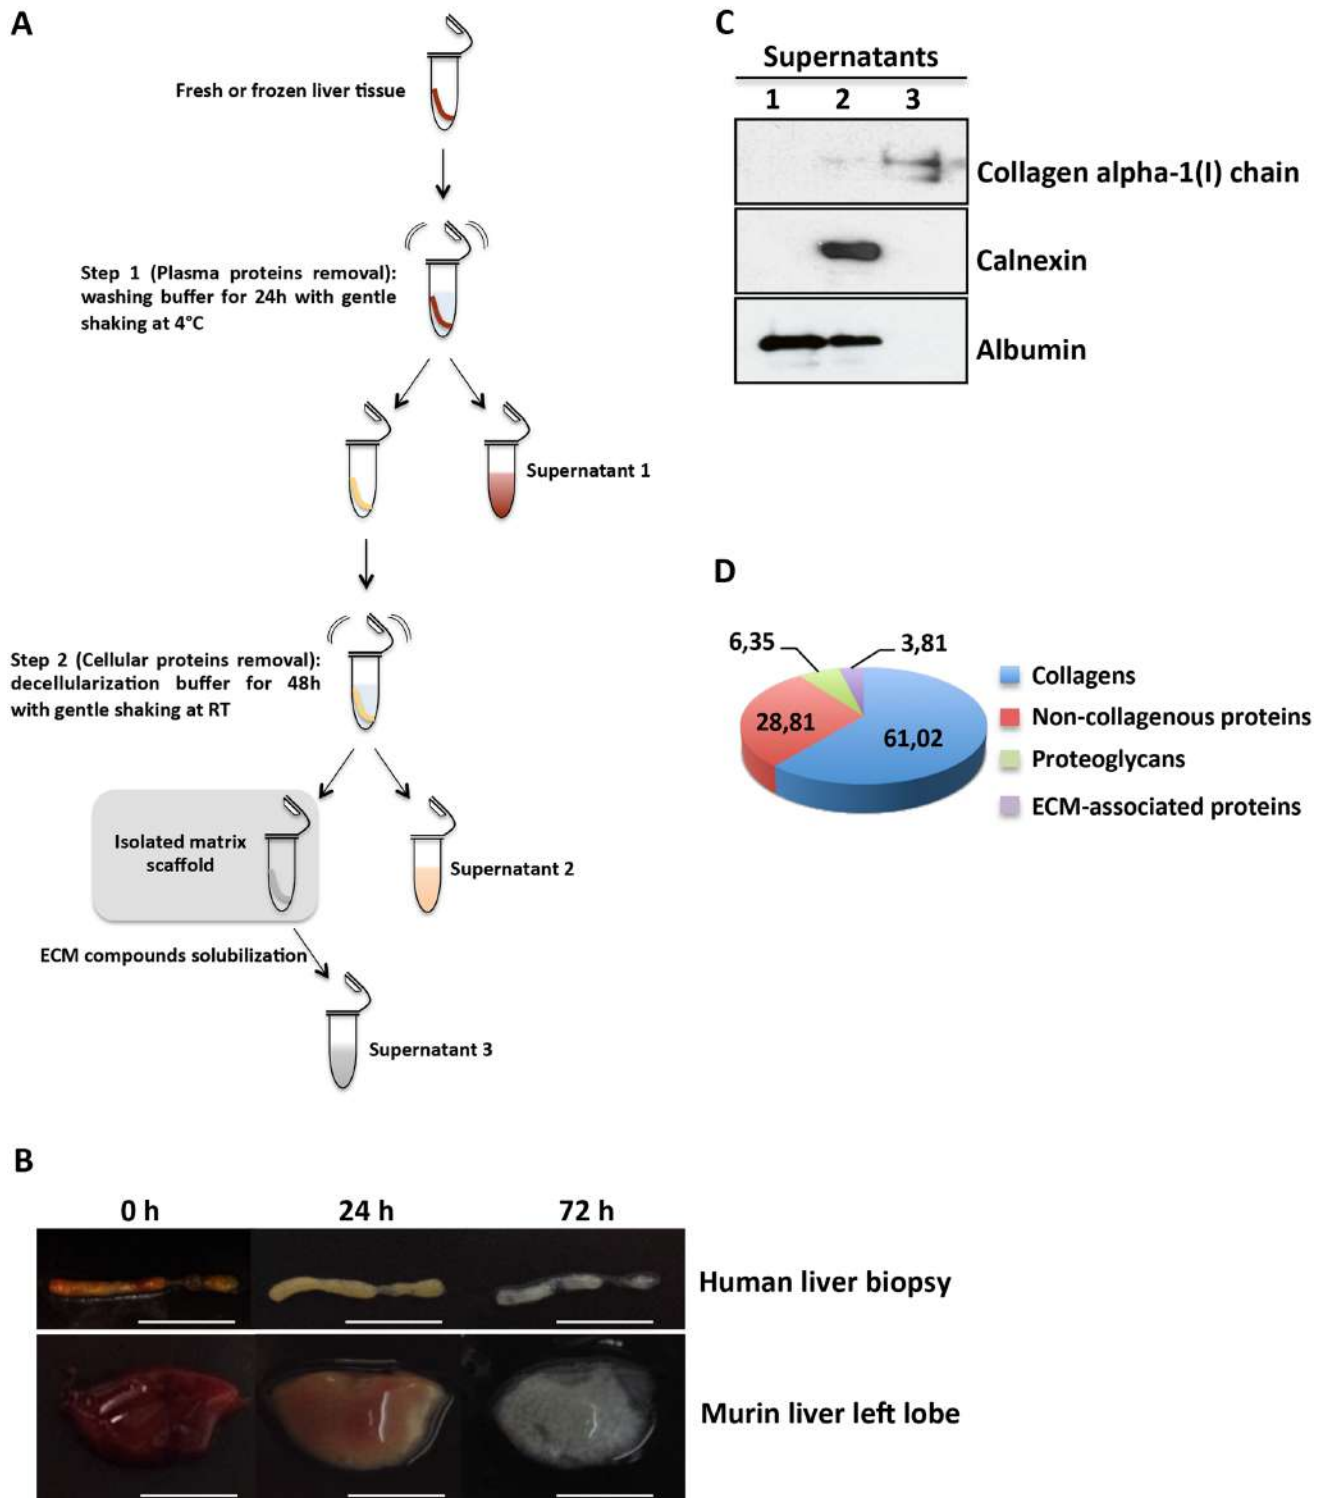 A
Fresh or frozen liver tissue
Step 1 (Plasma proteins removal):
washing buffer for 24h with gentle
shaking at 4°C
Supernatant 1
Step 2 (Cellular proteins removal):
decellularization buffer for 48h
with gentle shaking at RT
Isolated matrix
scaffold
Supernatant 2
ECM compounds solubilization
Supernatant 3
B
0 h 24 h 72 h
Human liver biopsy
Murin liver left lobe
C
Supernatants
1 2 3
Collagen alpha-1(I) chain
Calnexin
Albumin
D
6,35 3,81
28,81
61,02
Collagens
Non-collagenous proteins
Proteoglycans
ECM-associated proteins